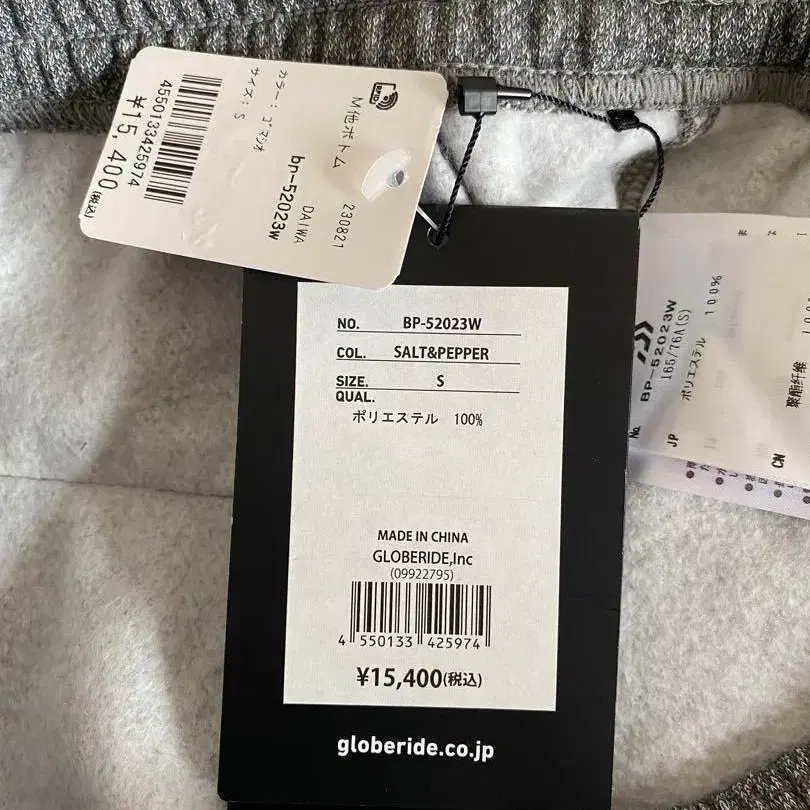 M他ボトム 230821
DAIWA
bp-52023w
カラー：ゴマシオ
サイズ：S
4550133425974
¥15,400(税込)
NO. BP-52023W
COL. SALT&PEPPER
SIZE. S
QUAL.
ポリエステル 100%
MADE IN CHINA
GLOBERIDE,Inc
(09922795)
4 550133 425974
¥15,400(税込)
globeride.co.jp
No. BP-52023W
165/76A(S)
JP ポリエステル 100%
CN 聚酯纤维